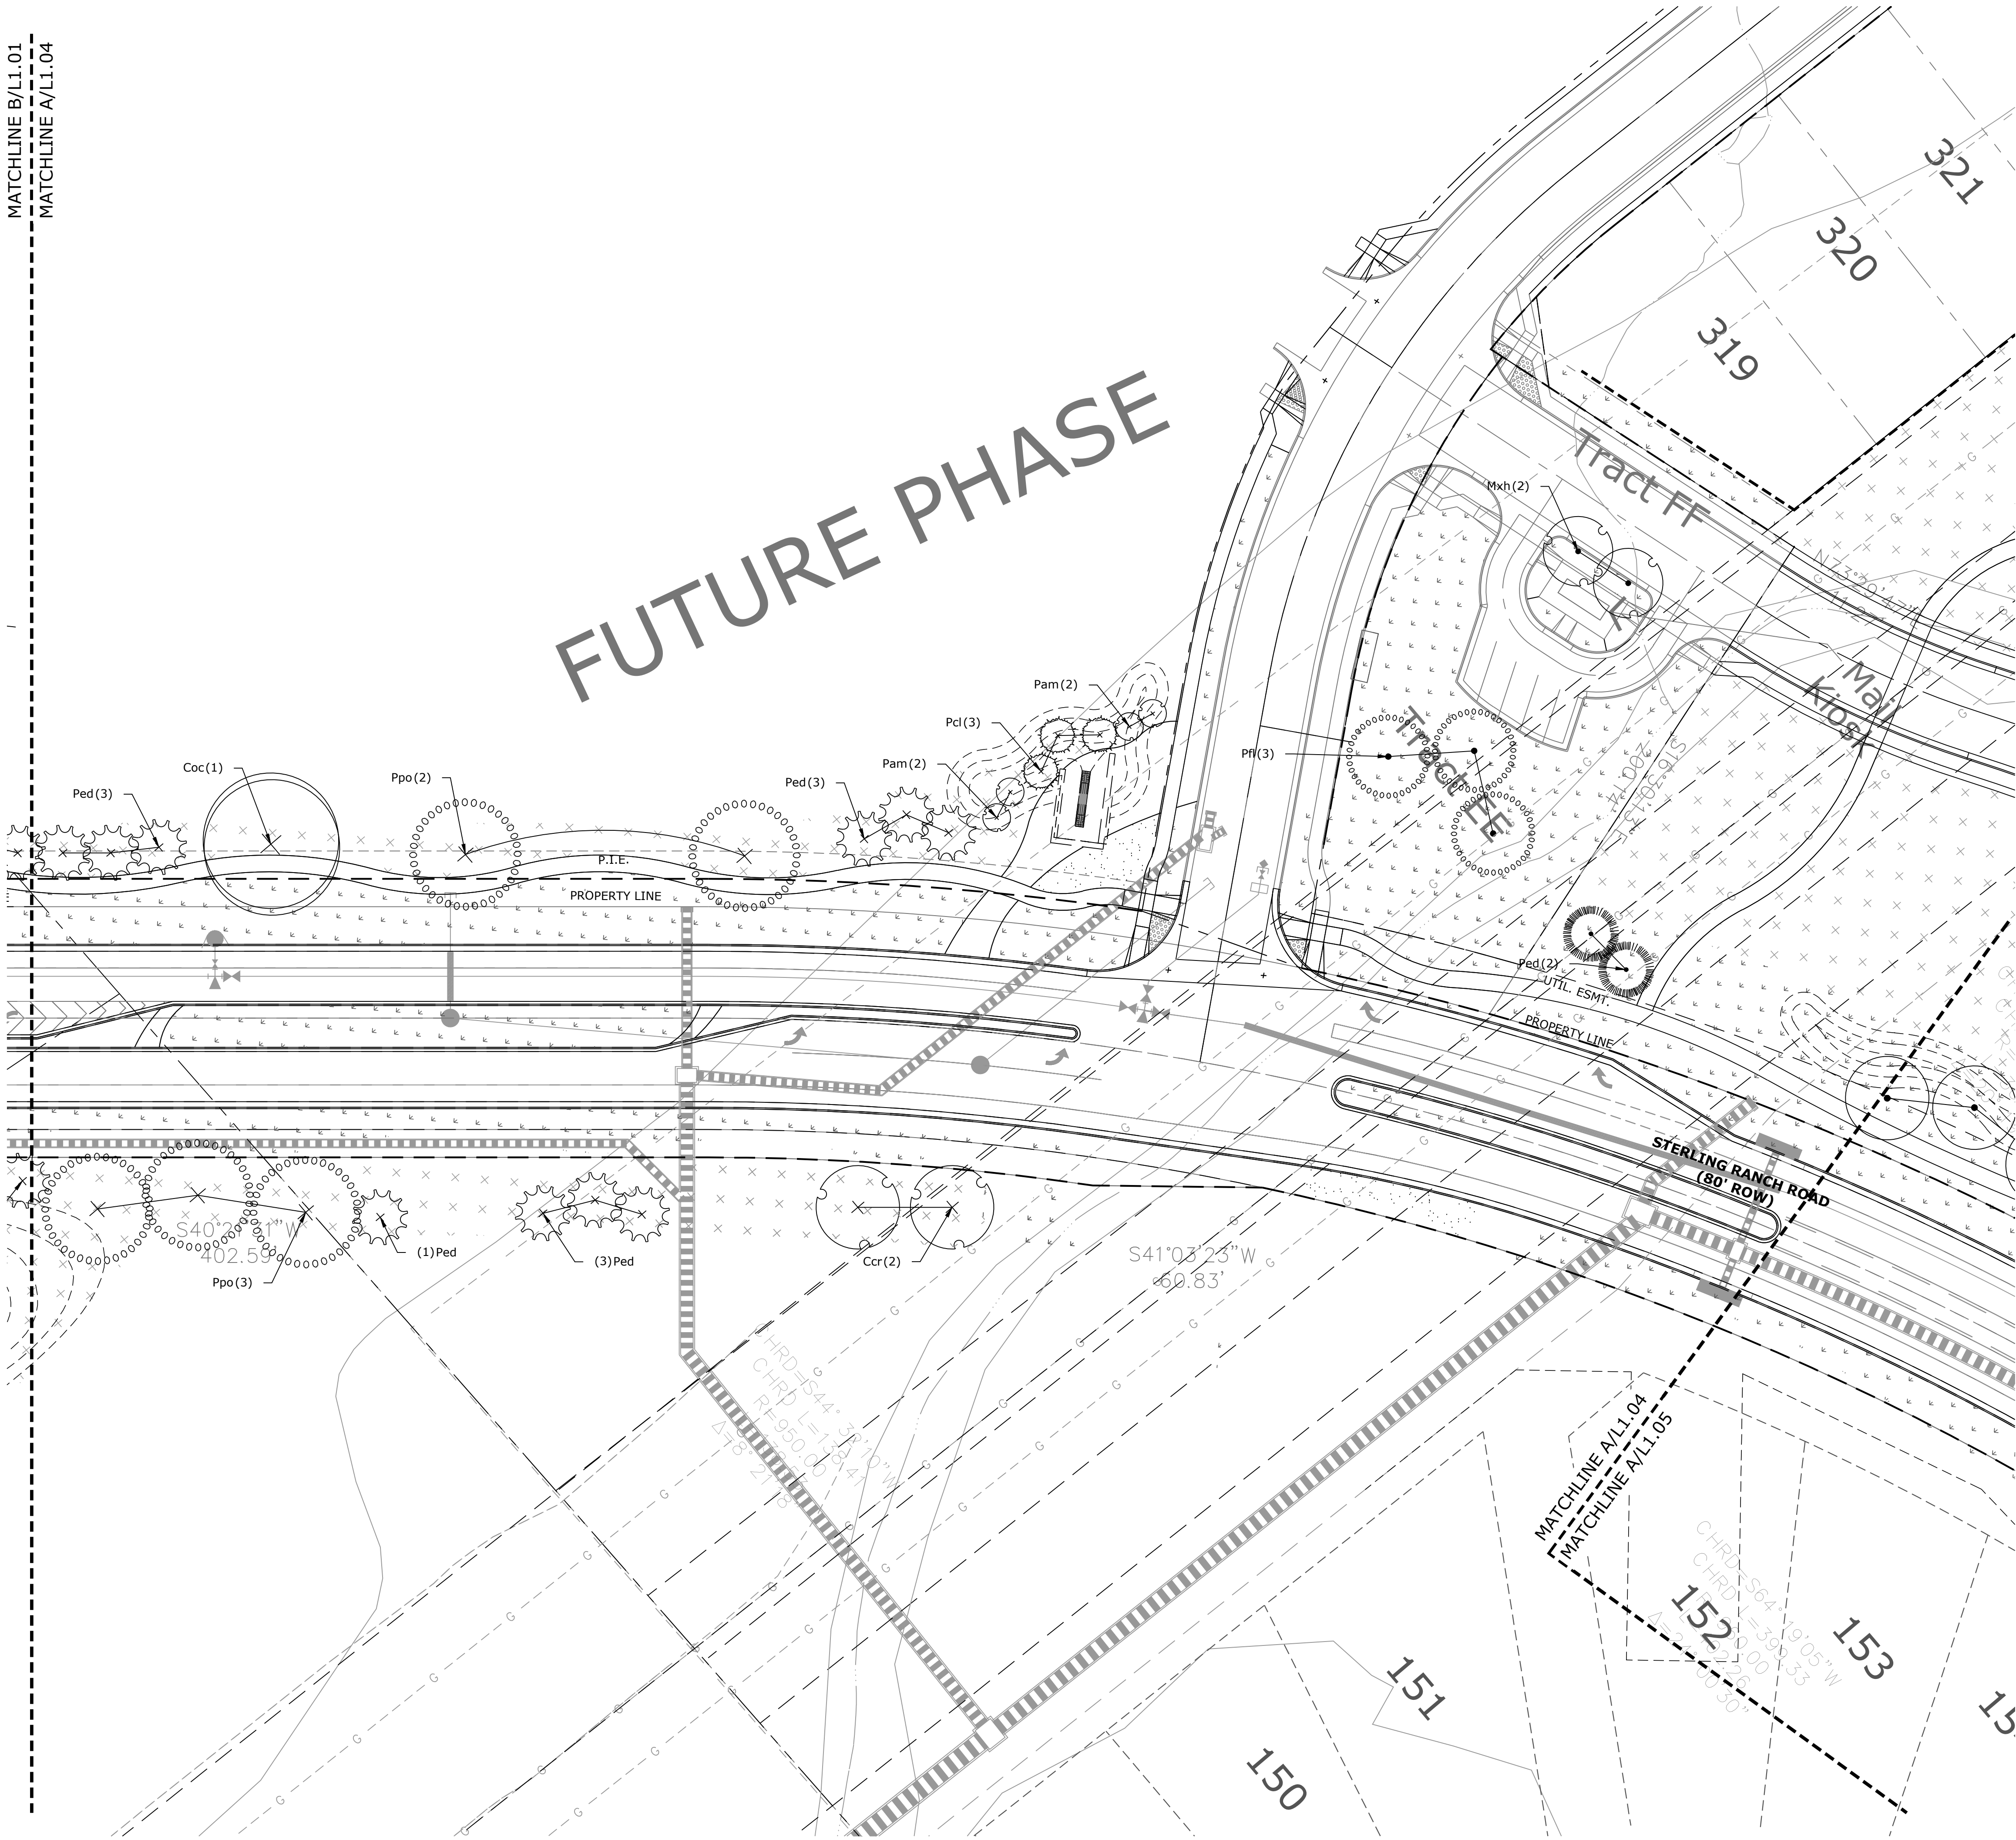 MATCHLINE B/L1.01
MATCHLINE A/L1.04
FUTURE PHASE
321
320
319
Tract FF
Mxh(2)
Mail
Kiosk
Tract EE
Pam(2)
Pcl(3)
Pam(2)
Pfl(3)
Ped(3)
Coc(1)
Ppo(2)
Ped(3)
P.I.E.
PROPERTY LINE
Ped(2)
UTIL. ESMT.
PROPERTY LINE
STERLING RANCH ROAD
(80' ROW)
402.59'
(1)Ped
Ppo(3)
(3)Ped
Ccr(2)
S41°03'23"W
60.83'
MATCHLINE A/L1.04
MATCHLINE A/L1.05
152
153
151
150